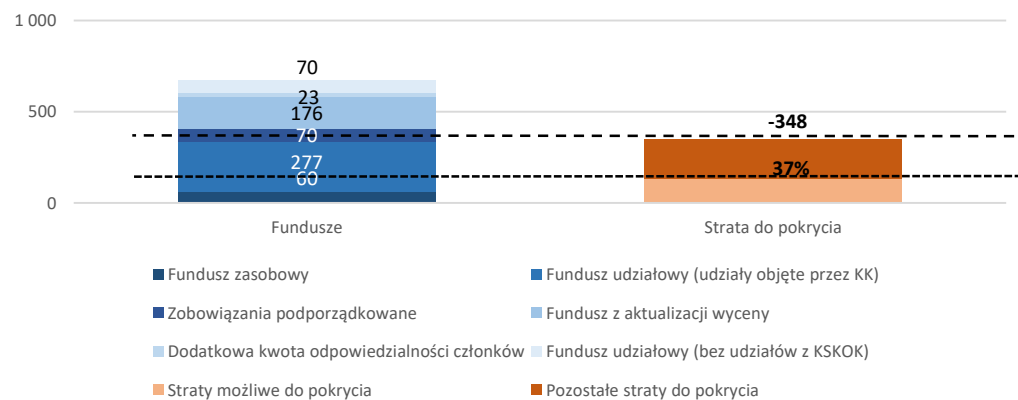 1 000
70
23
500
176
-348
70
277
37%
60
0
Fundusze
Strata do pokrycia
Fundusz zasobowy
Fundusz udziałowy (udziały objęte przez KK)
Zobowiązania podporządkowane
Fundusz z aktualizacji wyceny
Dodatkowa kwota odpowiedzialności członków
Fundusz udziałowy (bez udziałów z KSKOK)
Straty możliwe do pokrycia
Pozostałe straty do pokrycia